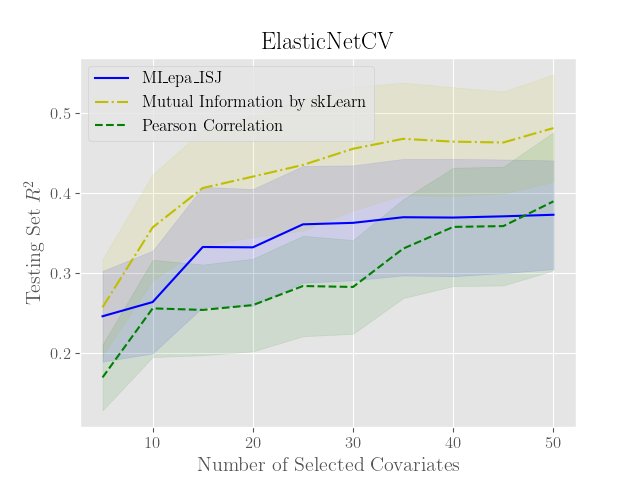 ElasticNetCV
MI_epa_ISJ
Mutual Information by skLearn
Pearson Correlation
Testing Set R²
0.5
0.4
0.3
0.2
10 20 30 40 50
Number of Selected Covariates